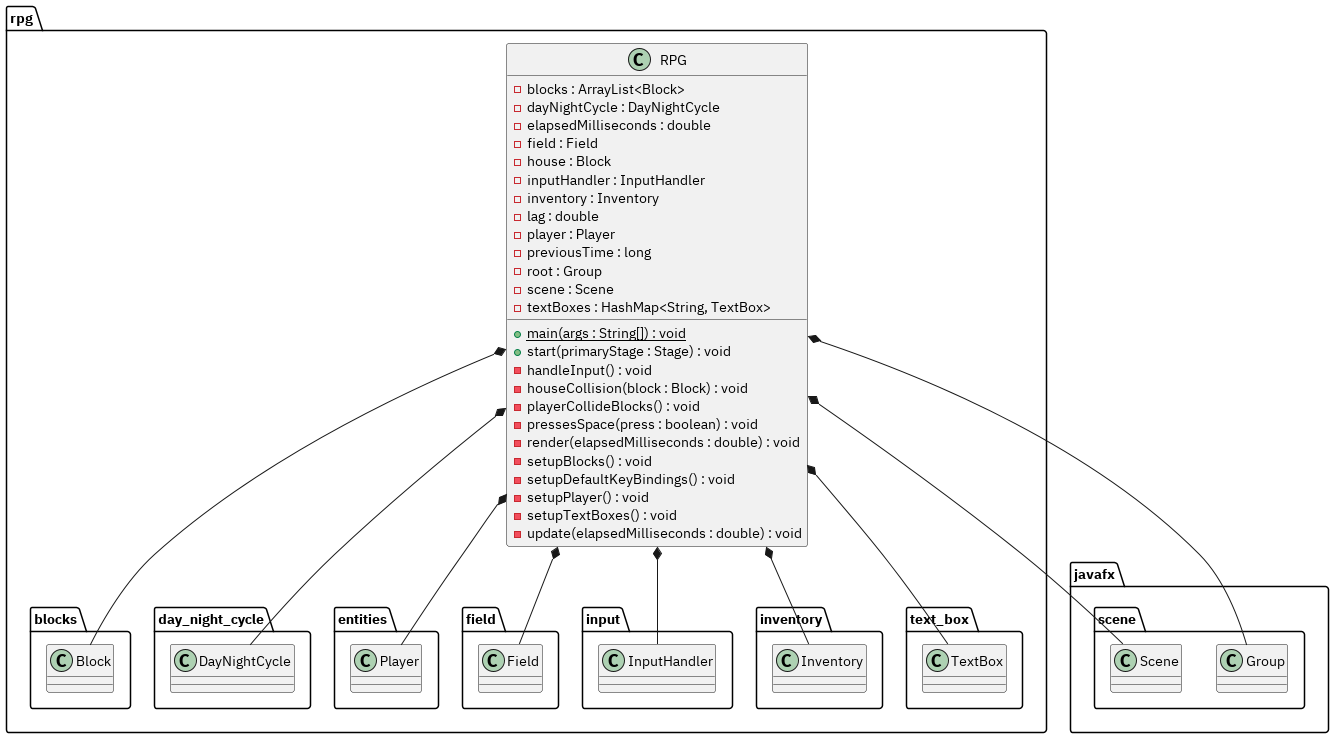 rpg
C RPG
blocks : ArrayList<Block>
dayNightCycle : DayNightCycle
elapsedMilliseconds : double
field : Field
house : Block
inputHandler : InputHandler
inventory : Inventory
lag : double
player : Player
previousTime : long
root : Group
scene : Scene
textBoxes : HashMap<String, TextBox>
main(args : String[]) : void
start(primaryStage : Stage) : void
handleInput() : void
houseCollision(block : Block) : void
playerCollideBlocks() : void
pressesSpace(press : boolean) : void
render(elapsedMilliseconds : double) : void
setupBlocks() : void
setupDefaultKeyBindings() : void
setupPlayer() : void
setupTextBoxes() : void
update(elapsedMilliseconds : double) : void
blocks
C Block
day_night_cycle
C DayNightCycle
entities
C Player
field
C Field
input
C InputHandler
inventory
C Inventory
text_box
C TextBox
javafx
scene
C Scene
C Group